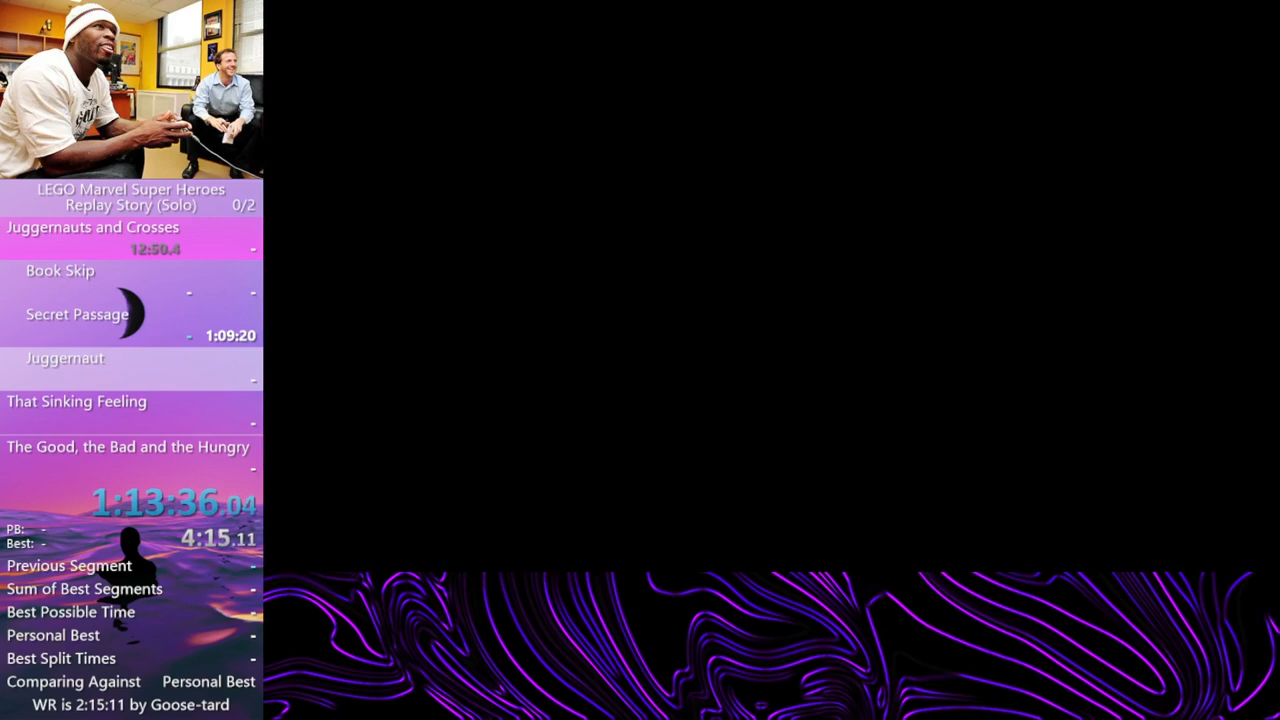 LEGO Marvel Super Heroes
Replay Story (Solo) 0/2
Juggernauts and Crosses
12:50.4 -
Book Skip
- -
Secret Passage
- 1:09:20
Juggernaut
-
That Sinking Feeling
-
The Good, the Bad and the Hungry
-
1:13:36.04
PB: -
4:15.11
Best: -
Previous Segment -
Sum of Best Segments -
Best Possible Time -
Personal Best -
Best Split Times -
Comparing Against Personal Best
WR is 2:15:11 by Goose-tard